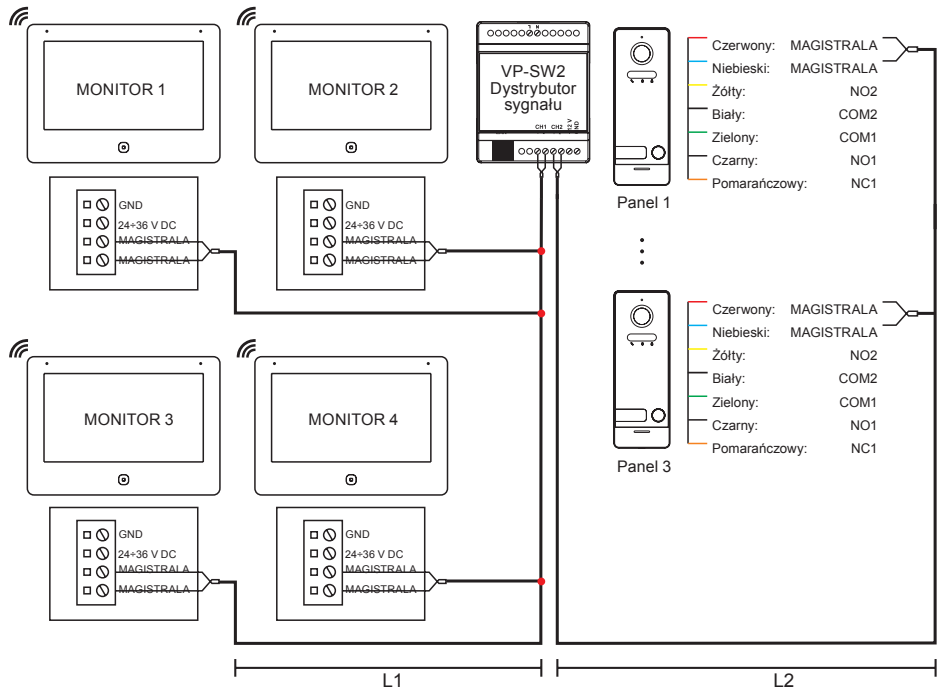 MONITOR 1
GND
24÷36 V DC
MAGISTRALA
MAGISTRALA
MONITOR 2
GND
24÷36 V DC
MAGISTRALA
MAGISTRALA
L N
VP-SW2
Dystrybutor
sygnału
CH1 CH2 12 V GND
Czerwony: MAGISTRALA
Niebieski: MAGISTRALA
Żółty: NO2
Biały: COM2
Zielony: COM1
Czarny: NO1
Pomarańczowy: NC1
Panel 1
Czerwony: MAGISTRALA
Niebieski: MAGISTRALA
Żółty: NO2
Biały: COM2
Zielony: COM1
Czarny: NO1
Pomarańczowy: NC1
Panel 3
MONITOR 3
GND
24÷36 V DC
MAGISTRALA
MAGISTRALA
MONITOR 4
GND
24÷36 V DC
MAGISTRALA
MAGISTRALA
L1
L2